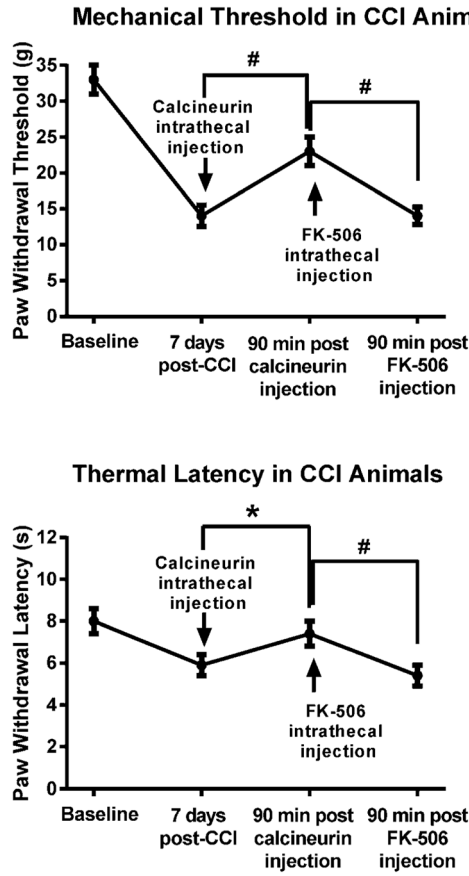 Mechanical Threshold in CCI Anim
Paw Withdrawal Threshold (g)
35
30
25
20
15
10
5
0
#
#
Calcineurin
intrathecal
injection
FK-506
intrathecal
injection
Baseline
7 days
post-CCI
90 min post
calcineurin
injection
90 min post
FK-506
injection
Thermal Latency in CCI Animals
Paw Withdrawal Latency (s)
12
10
8
6
4
2
0
*
#
Calcineurin
intrathecal
injection
FK-506
intrathecal
injection
Baseline
7 days
post-CCI
90 min post
calcineurin
injection
90 min post
FK-506
injection